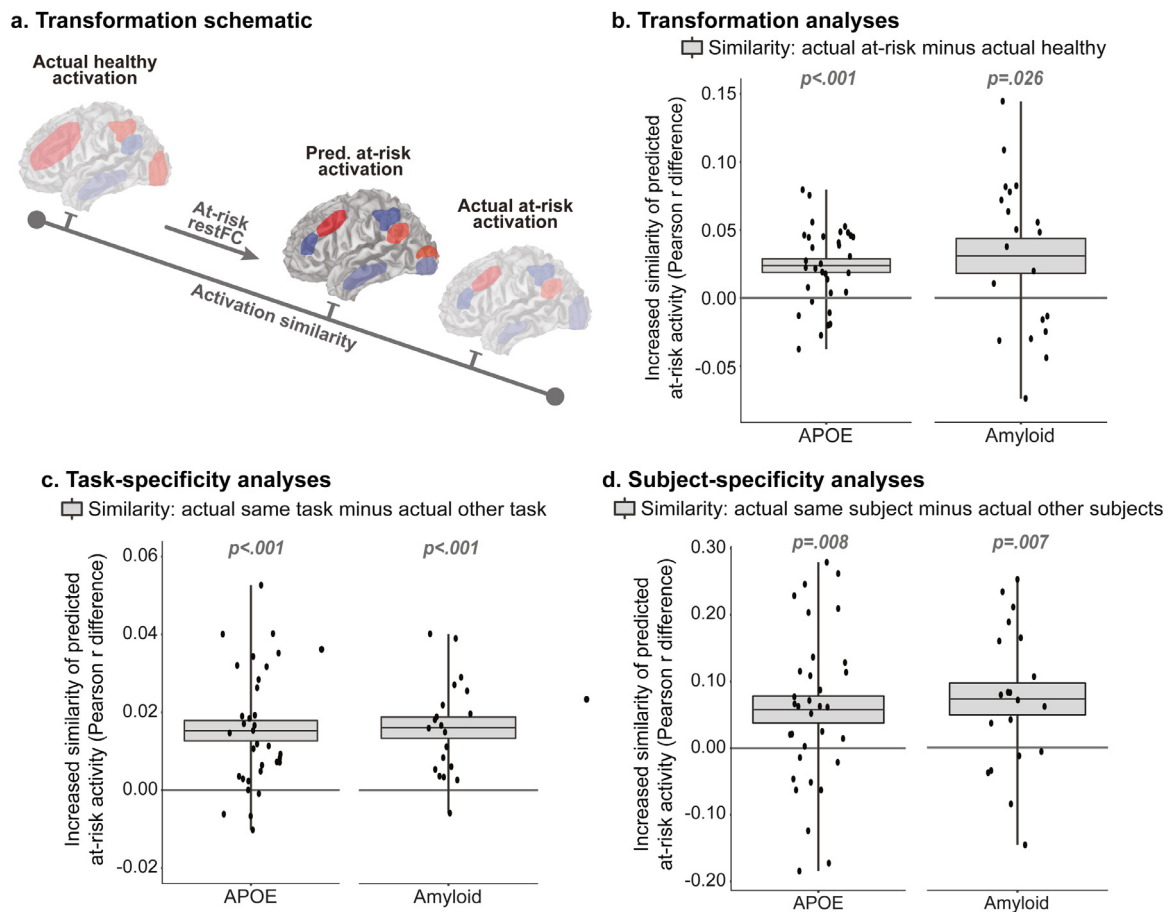 a. Transformation schematic
Actual healthy
activation
Pred. at-risk
activation
Actual at-risk
activation
At-risk
restFC
Activation similarity
b. Transformation analyses
Similarity: actual at-risk minus actual healthy
p<.001
p=.026
Increased similarity of predicted
at-risk activity (Pearson r difference)
0.15
0.10
0.05
0.00
-0.05
APOE
Amyloid
c. Task-specificity analyses
Similarity: actual same task minus actual other task
p<.001
p<.001
Increased similarity of predicted
at-risk activity (Pearson r difference)
0.06
0.04
0.02
0.00
-0.02
APOE
Amyloid
d. Subject-specificity analyses
Similarity: actual same subject minus actual other subjects
p=.008
p=.007
Increased similarity of predicted
at-risk activity (Pearson r difference)
0.30
0.20
0.10
0.00
-0.10
-0.20
APOE
Amyloid